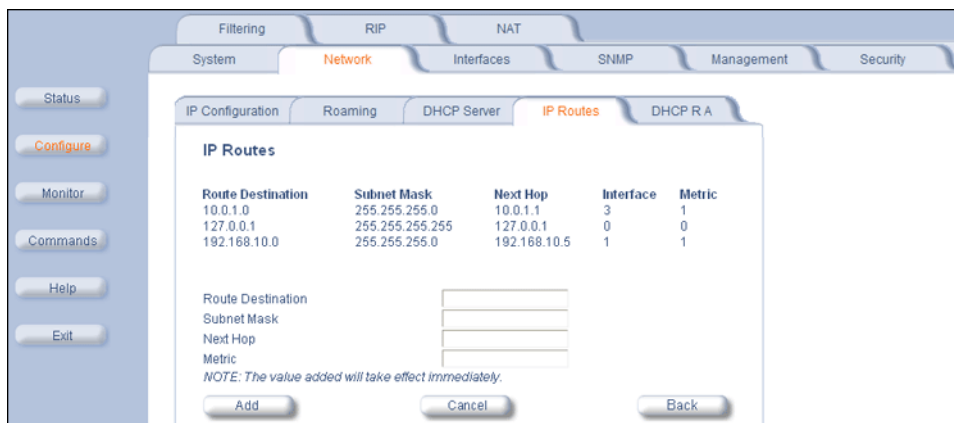 Filtering RIP NAT
System Network Interfaces SNMP Management Security
Status
Configure
Monitor
Commands
Help
Exit
IP Configuration Roaming DHCP Server IP Routes DHCP R A
IP Routes
Route Destination Subnet Mask Next Hop Interface Metric
10.0.1.0 255.255.255.0 10.0.1.1 3 1
127.0.0.1 255.255.255.255 127.0.0.1 0 0
192.168.10.0 255.255.255.0 192.168.10.5 1 1
Route Destination
Subnet Mask
Next Hop
Metric
NOTE: The value added will take effect immediately.
Add Cancel Back